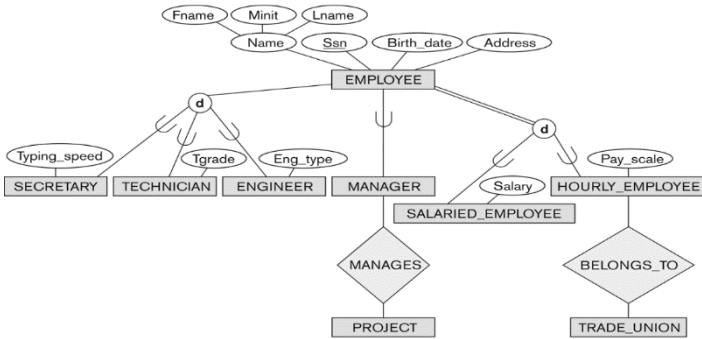 Fname Minit Lname
Name Ssn Birth_date Address
EMPLOYEE
d
d
Typing_speed Tgrade Eng_type Pay_scale
SECRETARY TECHNICIAN ENGINEER MANAGER Salary HOURLY_EMPLOYEE
SALARIED_EMPLOYEE
MANAGES BELONGS_TO
PROJECT TRADE_UNION